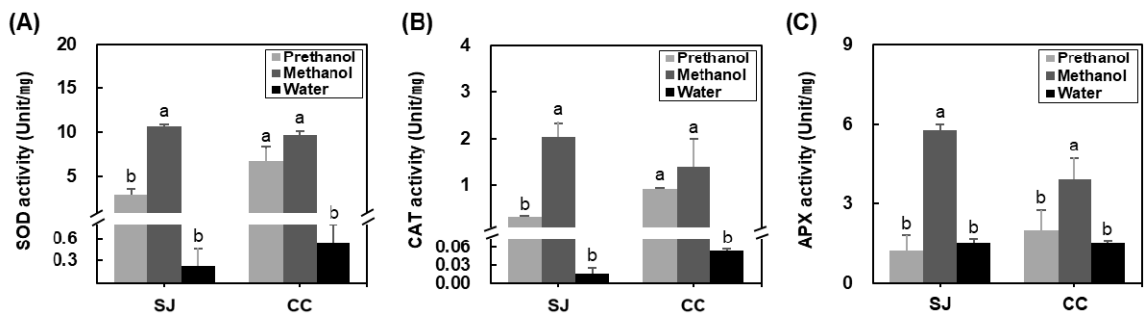 (A)
SOD activity (Unit/mg)
20
15
10
5
0.6
0.3
Prethanol
Methanol
Water
b
a
b
a
a
b
SJ
CC
(B)
CAT activity (Unit/mg)
4
3
2
1
0.06
0.03
0.00
Prethanol
Methanol
Water
b
a
b
a
a
b
SJ
CC
(C)
APX activity (Unit/mg)
9
6
3
0
Prethanol
Methanol
Water
b
a
b
b
a
b
SJ
CC